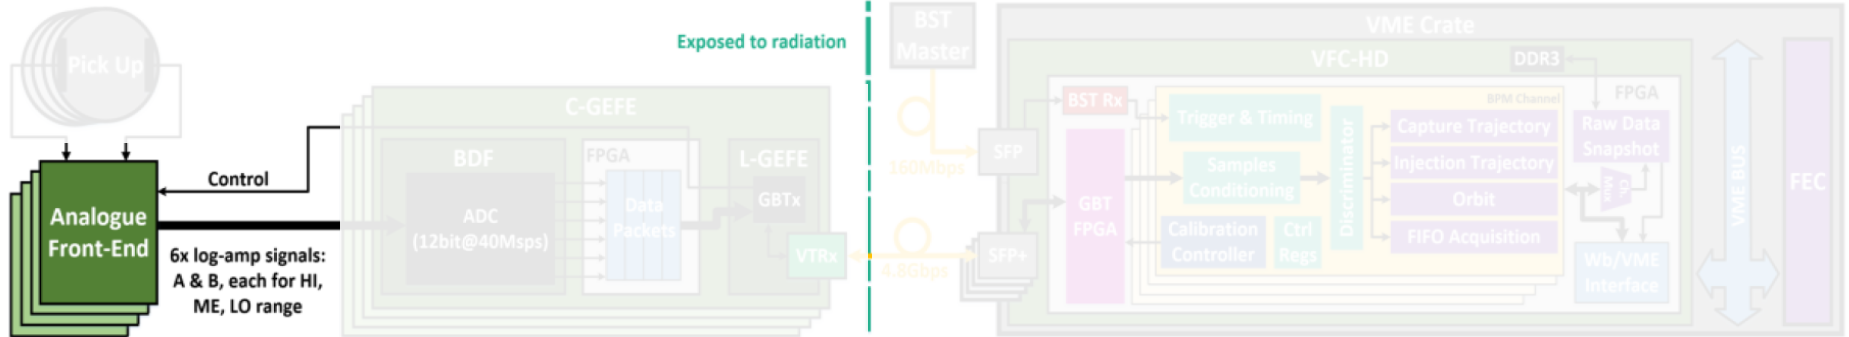 Pick Up
Analogue
Front-End
Control
6x log-amp signals:
A & B, each for HI,
ME, LO range
C-GEFE
BDF
ADC
(12bit@40Msps)
FPGA
Data
Packets
L-GEFE
GBTx
VTRx
Exposed to radiation
BST
Master
160Mbps
4.8Gbps
SFP
SFP+
VME Crate
VFC-HD
DDR3
FPGA
BST Rx
GBT
FPGA
BPM Channel
Trigger & Timing
Samples
Conditioning
Calibration
Controller
Ctrl
Regs
Discriminator
Capture Trajectory
Injection Trajectory
Orbit
FIFO Acquisition
Raw Data
Snapshot
Ch.
Mux
Wb/VME
Interface
VME BUS
FEC